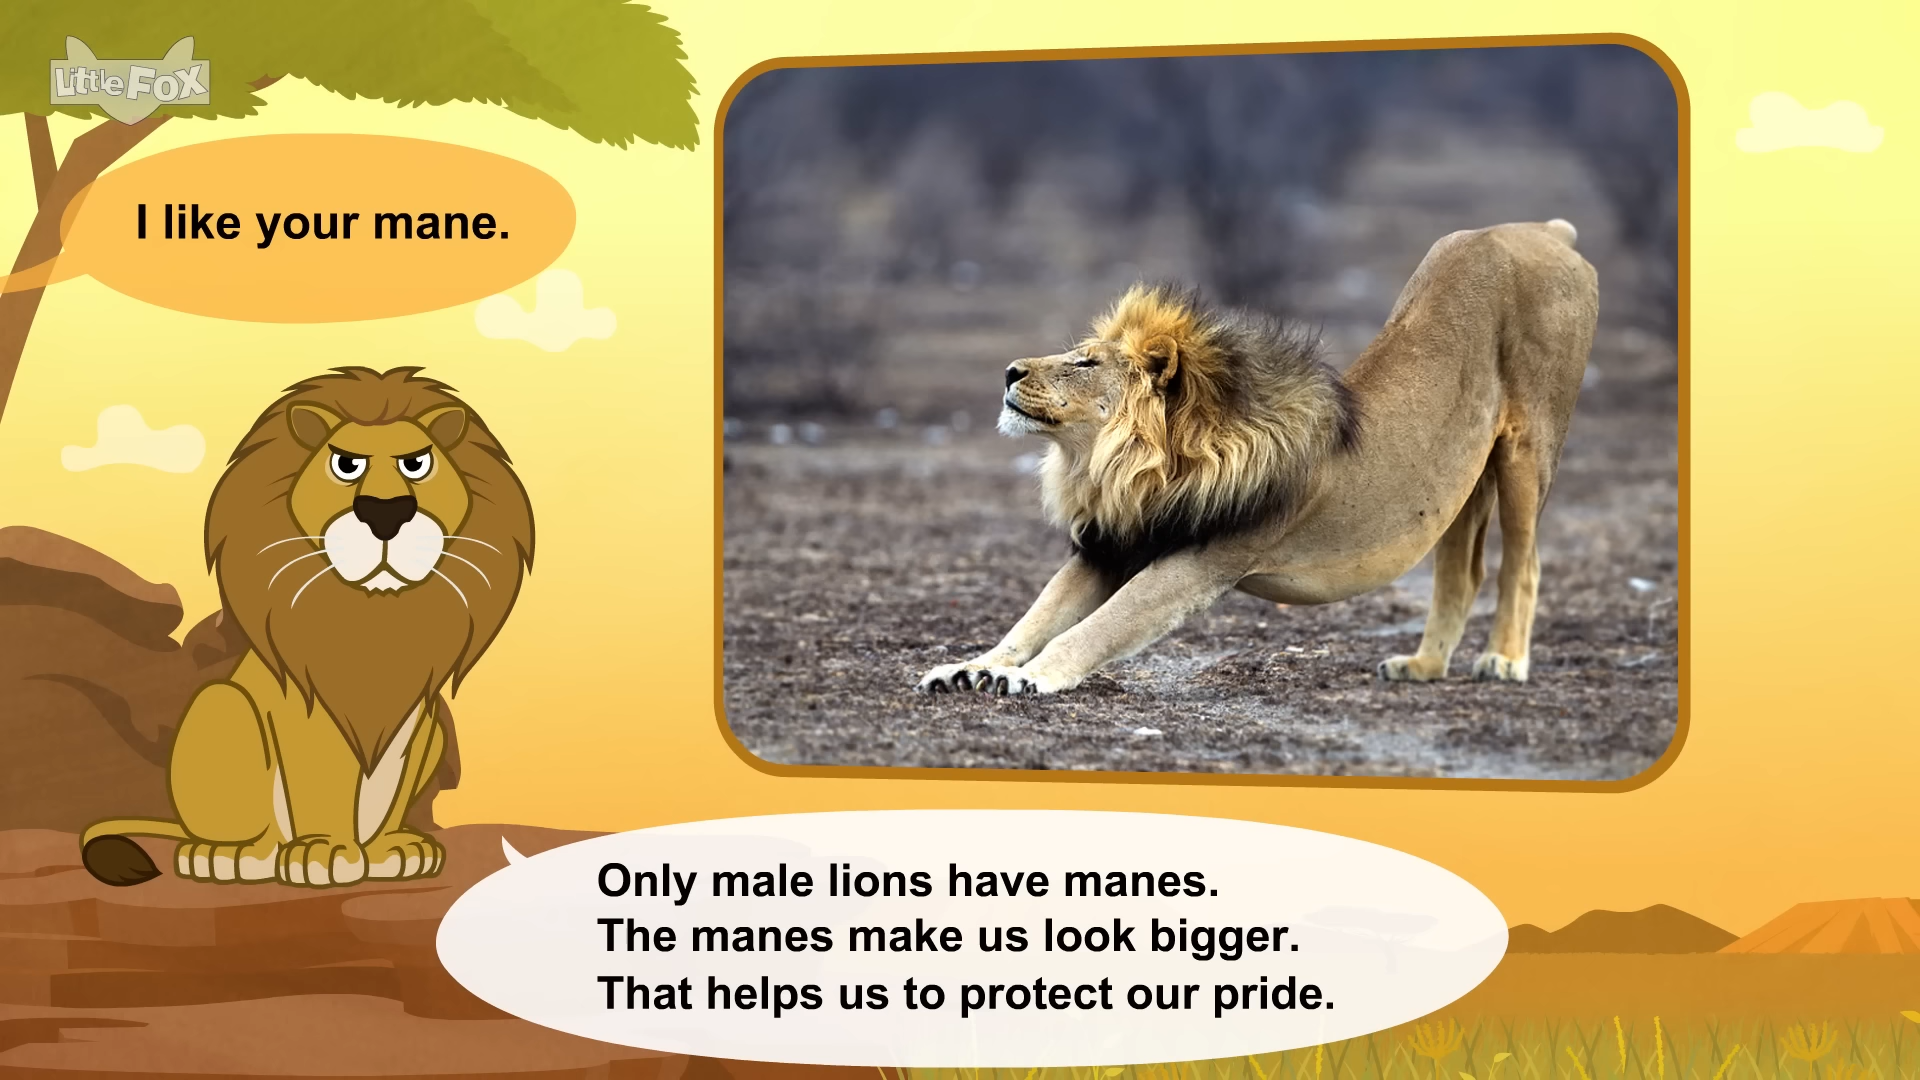 Little Fox
I like your mane.
Only male lions have manes.
The manes make us look bigger.
That helps us to protect our pride.